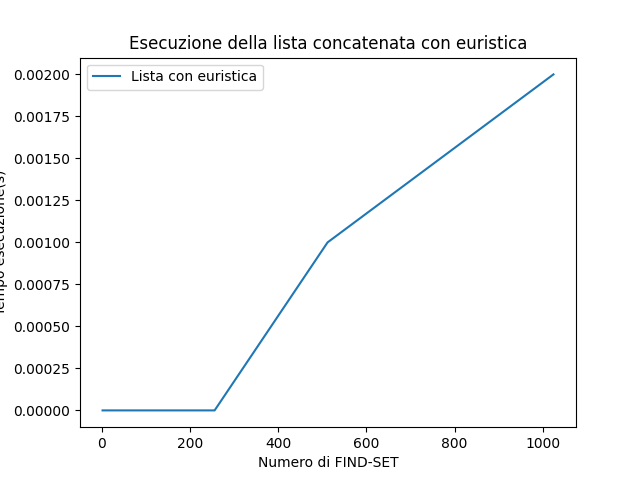 Esecuzione della lista concatenata con euristica
Lista con euristica
0.00200
0.00175
0.00150
0.00125
0.00100
0.00075
0.00050
0.00025
0.00000
esecuzione(s)
0 200 400 600 800 1000
Numero di FIND-SET